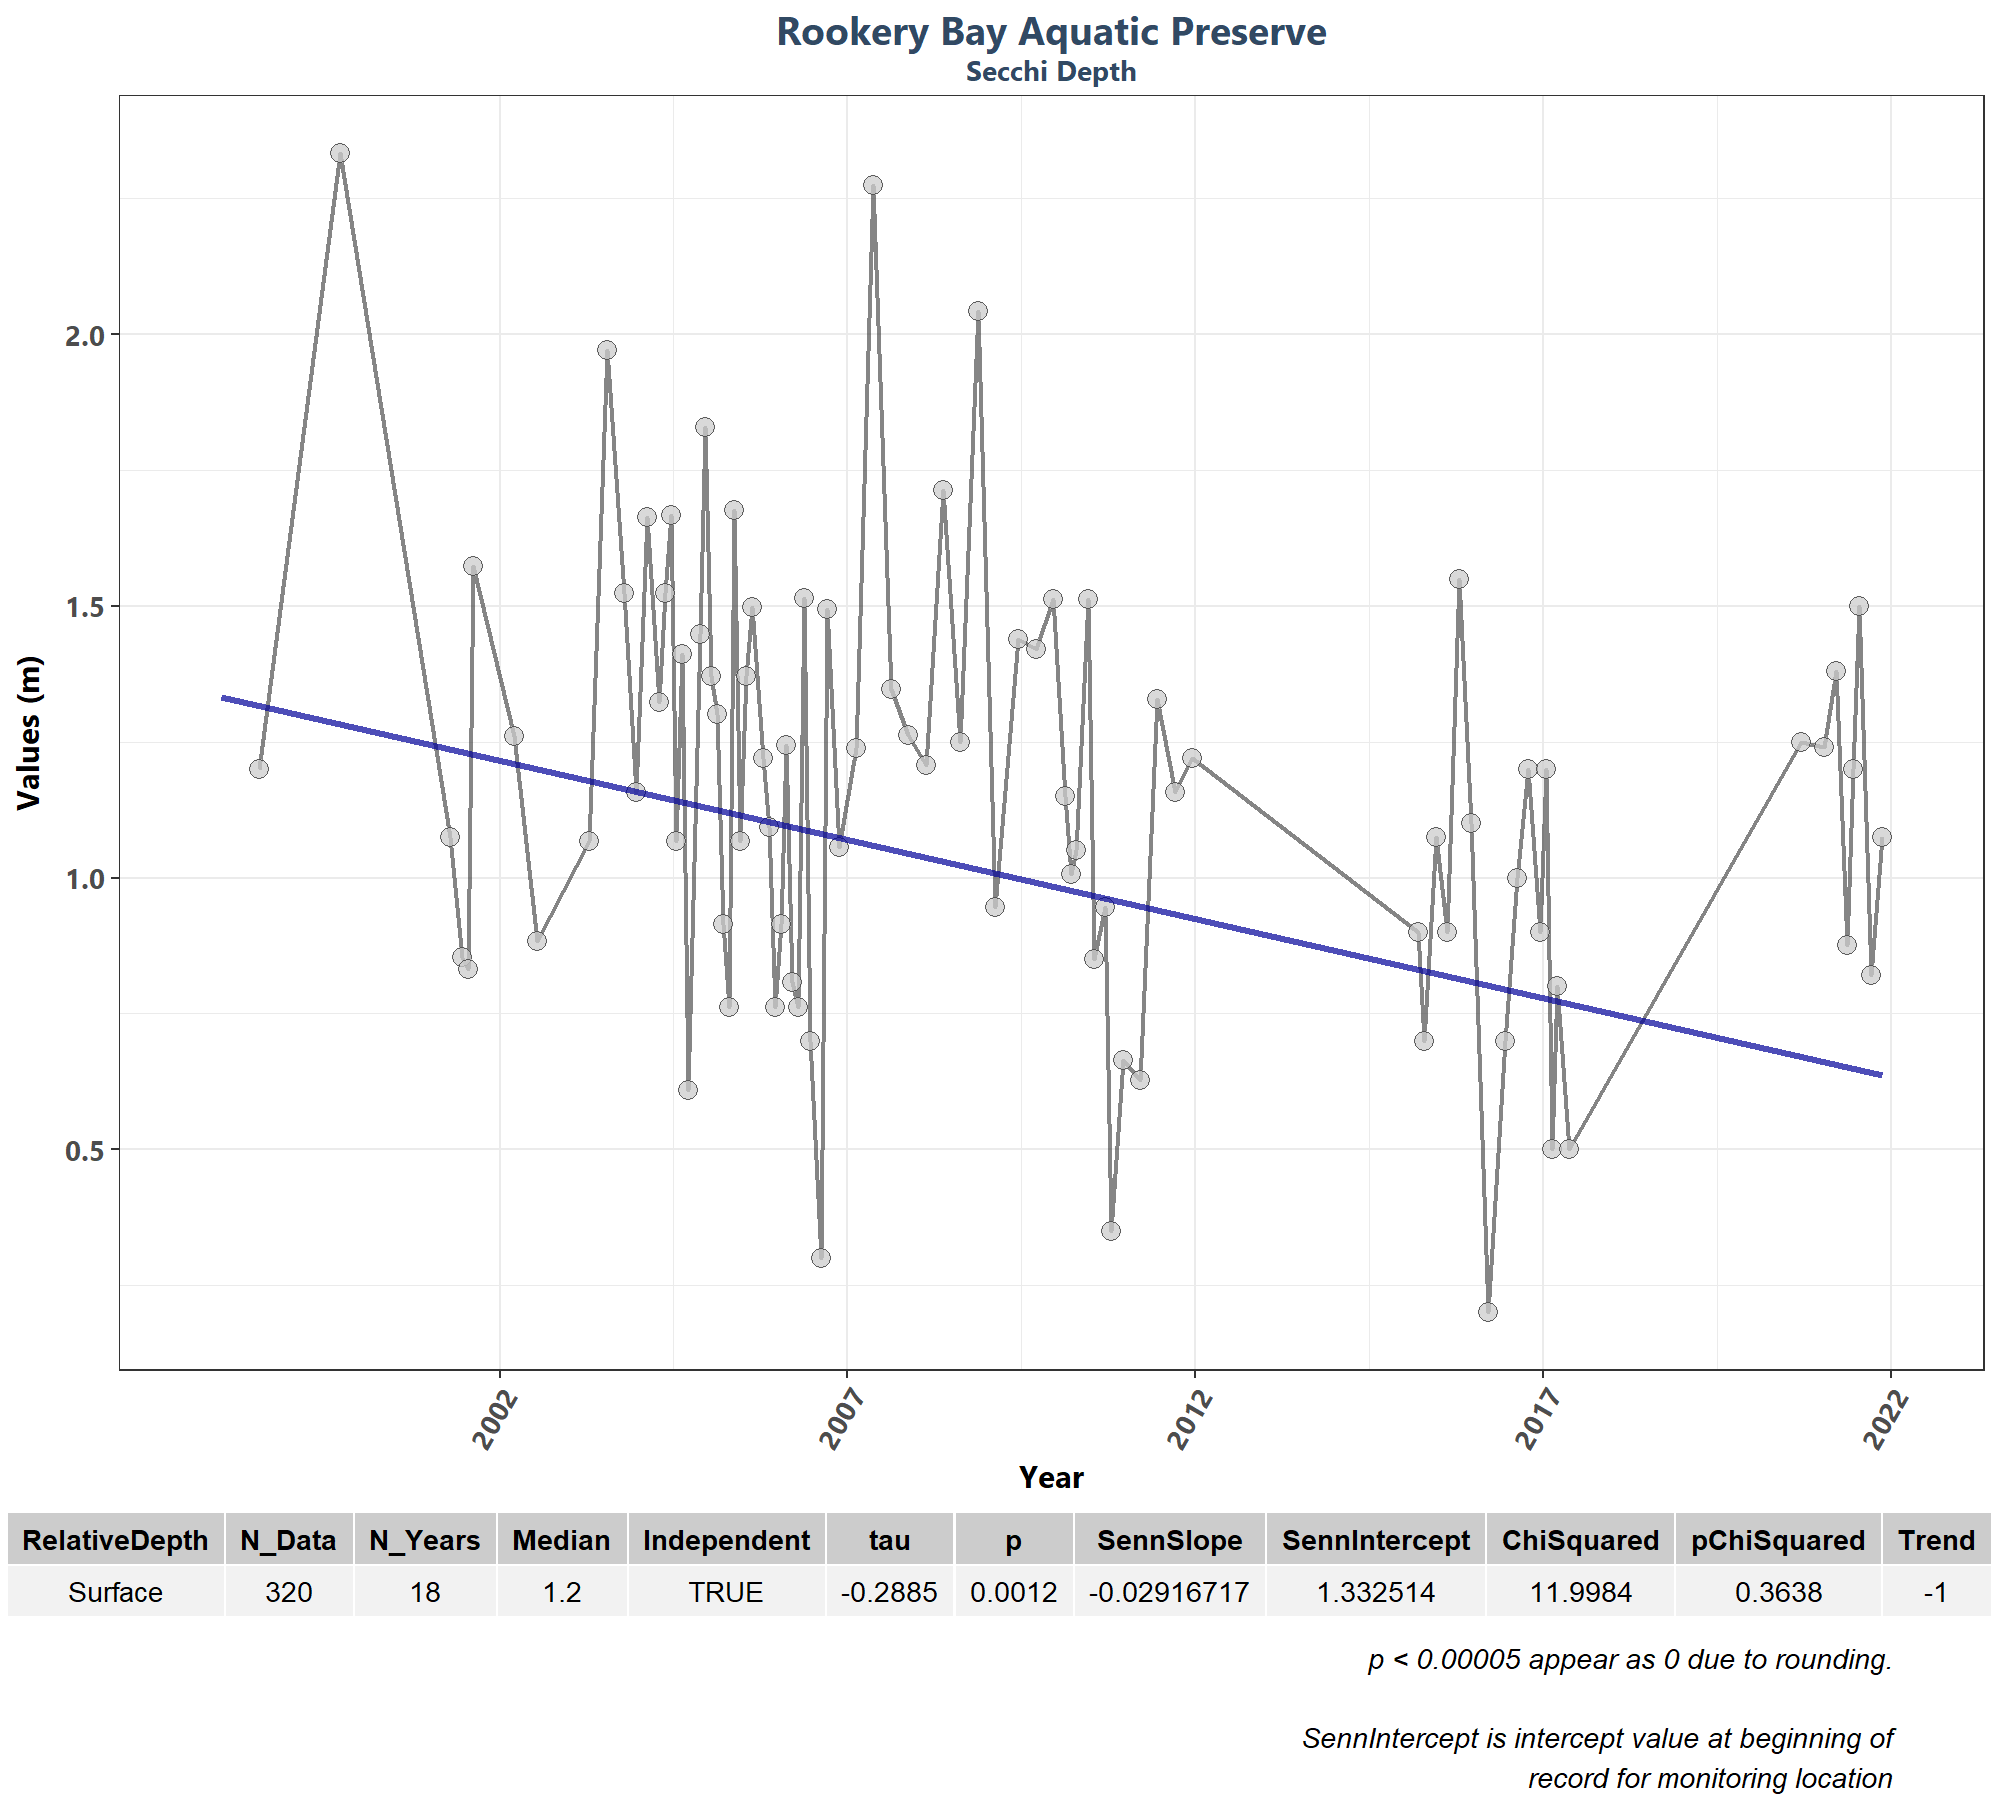 Rookery Bay Aquatic Preserve
Secchi Depth
Values (m)
2.0
1.5
1.0
0.5
2002 2007 2012 2017 2022
Year
RelativeDepth N_Data N_Years Median Independent tau p SennSlope SennIntercept ChiSquared pChiSquared Trend
Surface 320 18 1.2 TRUE -0.2885 0.0012 -0.02916717 1.332514 11.9984 0.3638 -1
p < 0.00005 appear as 0 due to rounding.
SennIntercept is intercept value at beginning of
record for monitoring location